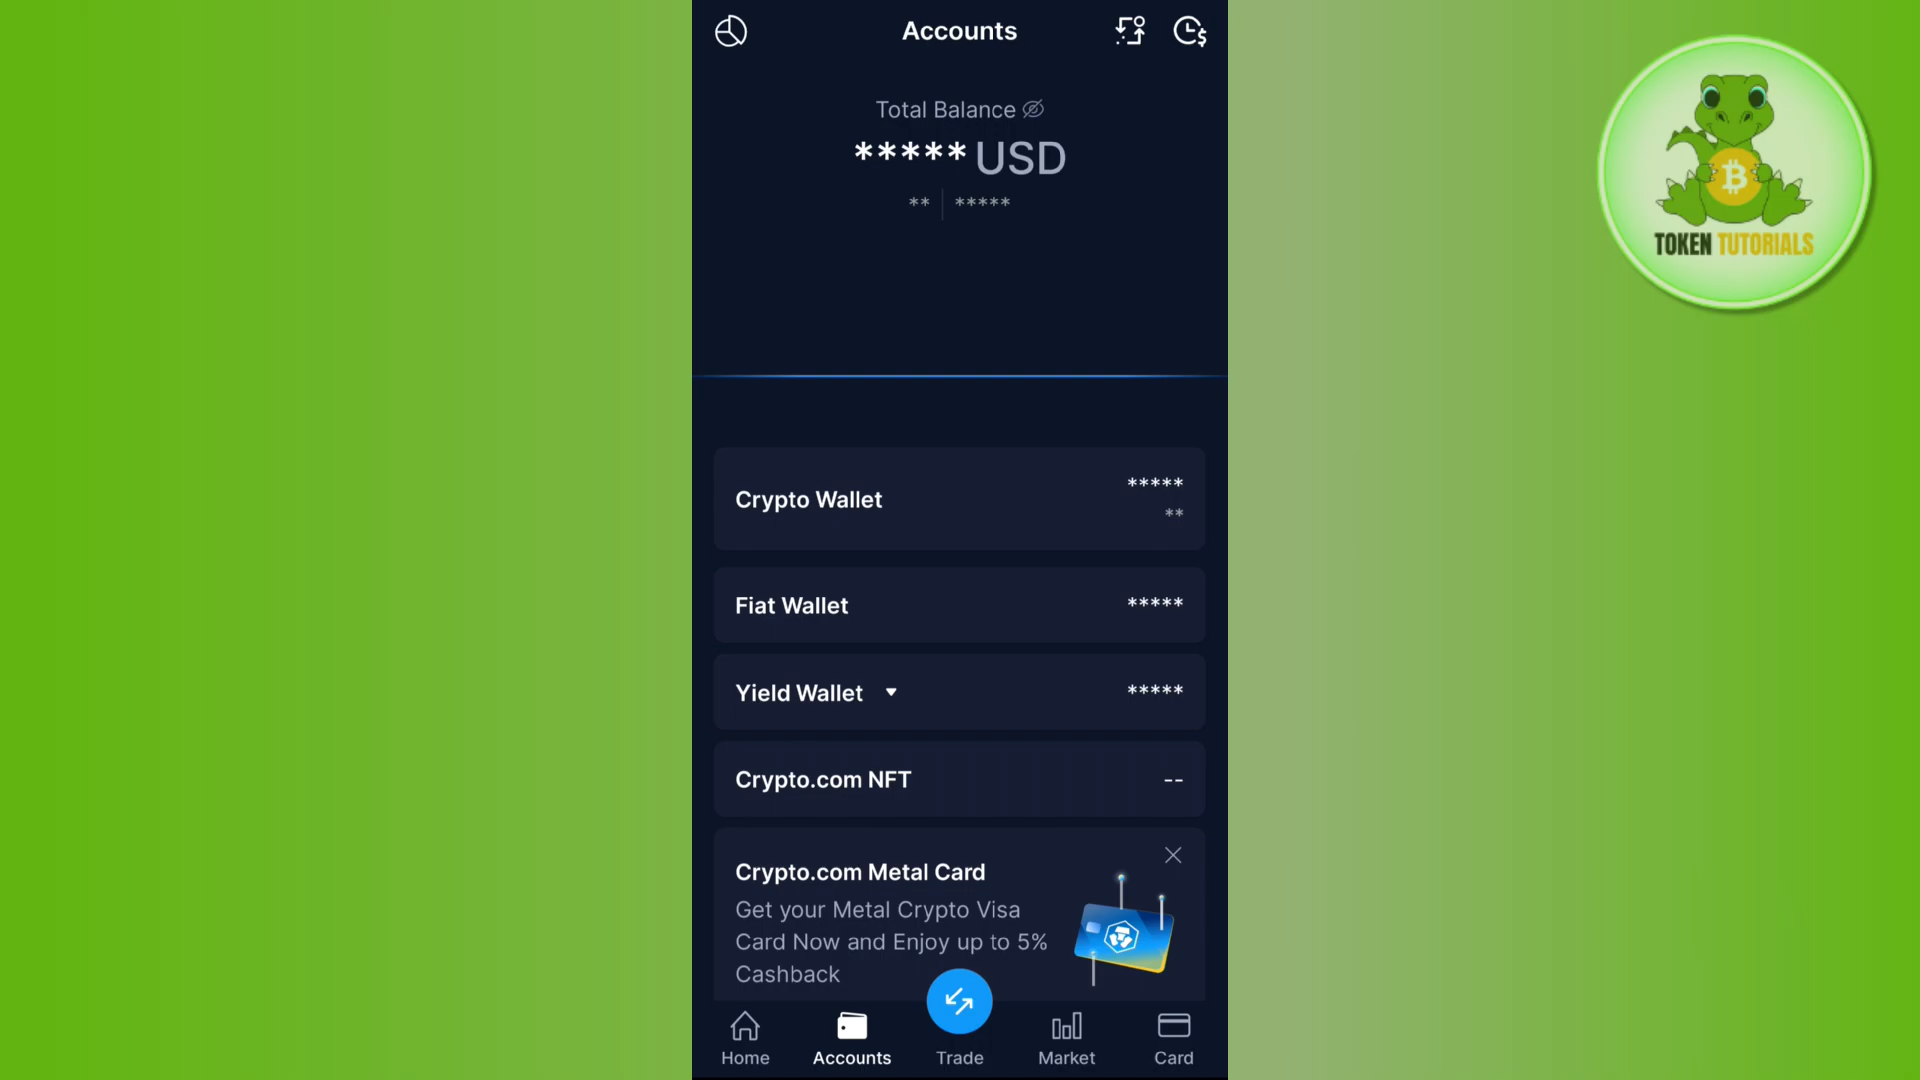 Accounts
Total Balance
***** USD
** | *****
Crypto Wallet
*****
**
Fiat Wallet
*****
Yield Wallet
*****
Crypto.com NFT
--
Crypto.com Metal Card
Get your Metal Crypto Visa
Card Now and Enjoy up to 5%
Cashback
Home
Accounts
Trade
Market
Card
TOKEN TUTORIALS